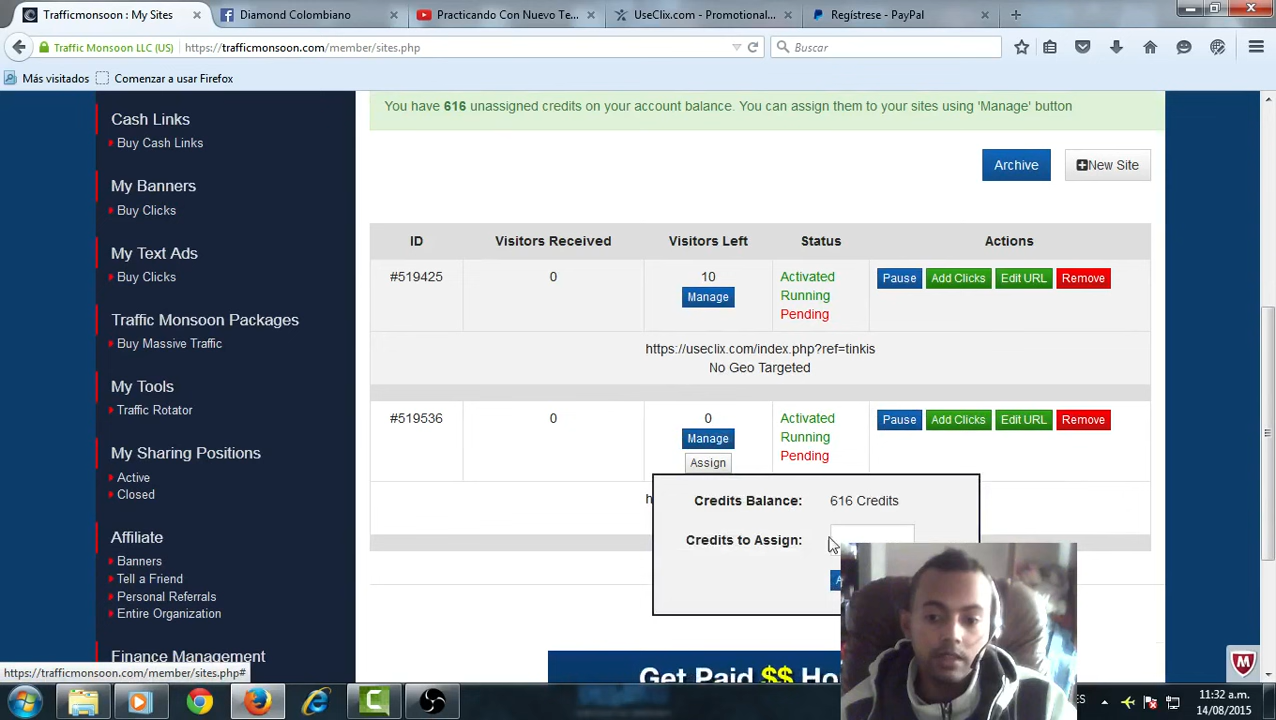 Trafficmonsoon : My Sites
Diamond Colombiano
Practicando Con Nuevo Te...
UseClix.com - Promotional...
Regístrese - PayPal
Traffic Monsoon LLC (US)
https://trafficmonsoon.com/member/sites.php
Buscar
Más visitados
Comenzar a usar Firefox
You have 616 unassigned credits on your account balance. You can assign them to your sites using 'Manage' button
Archive
New Site
Cash Links
Buy Cash Links
My Banners
Buy Clicks
My Text Ads
Buy Clicks
Traffic Monsoon Packages
Buy Massive Traffic
My Tools
Traffic Rotator
My Sharing Positions
Active
Closed
Affiliate
Banners
Tell a Friend
Personal Referrals
Entire Organization
Finance Management
ID Visitors Received Visitors Left Status Actions
#519425 0 10 Activated
Manage Running
Pending
Pause Add Clicks Edit URL Remove
https://useclix.com/index.php?ref=tinkis
No Geo Targeted
#519536 0 0 Activated
Manage Running
Assign Pending
Pause Add Clicks Edit URL Remove
Credits Balance: 616 Credits
Credits to Assign:
Get Paid $$
https://trafficmonsoon.com/member/sites.php#
11:32 a.m.
14/08/2015